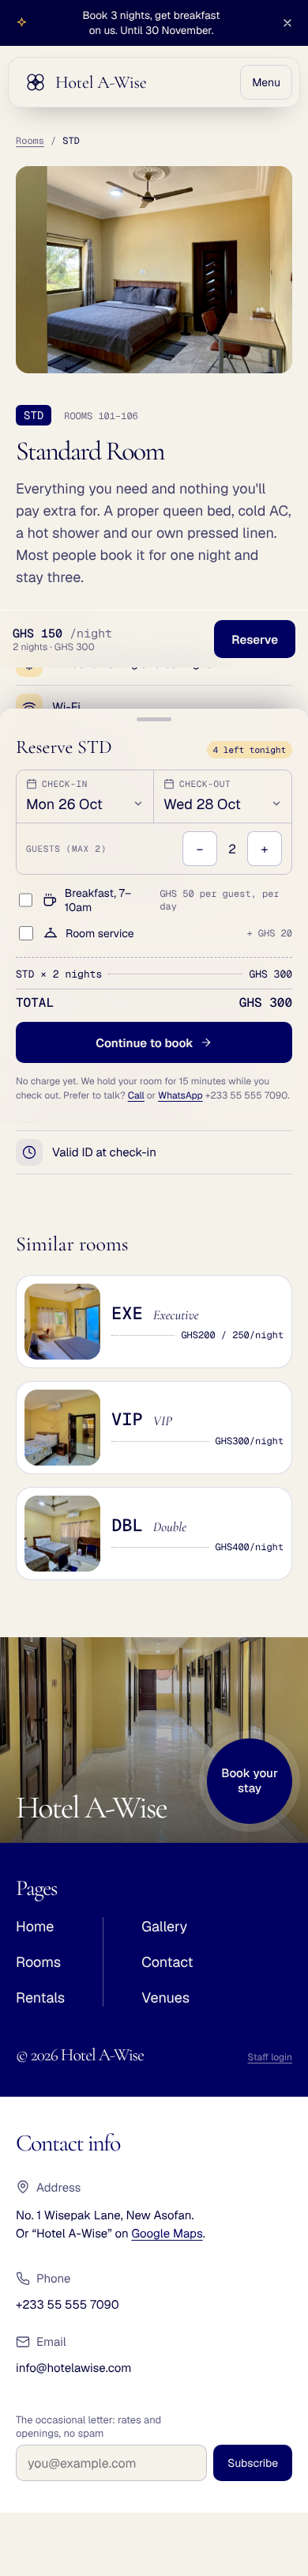 Book 3 nights, get breakfast
on us. Until 30 November.
Hotel A-Wise
Menu
Rooms / STD
STD ROOMS 101–106
Standard Room
Everything you need and nothing you'll
pay extra for. A proper queen bed, cold AC,
a hot shower and our own pressed linen.
Most people book it for one night and
stay three.
GHS 150 /night
2 nights · GHS 300
Reserve
Wi-Fi
Reserve STD
4 left tonight
CHECK-IN
Mon 26 Oct
CHECK-OUT
Wed 28 Oct
GUESTS (MAX 2)
− 2 +
Breakfast, 7–
10am
GHS 50 per guest, per
day
Room service
+ GHS 20
STD × 2 nights GHS 300
TOTAL GHS 300
Continue to book →
No charge yet. We hold your room for 15 minutes while you
check out. Prefer to talk? Call or WhatsApp +233 55 555 7090.
Valid ID at check-in
Similar rooms
EXE Executive
GHS200 / 250/night
VIP VIP
GHS300/night
DBL Double
GHS400/night
Hotel A-Wise
Book your
stay
Pages
Home
Rooms
Rentals
Gallery
Contact
Venues
© 2026 Hotel A-Wise
Staff login
Contact info
Address
No. 1 Wisepak Lane, New Asofan.
Or “Hotel A-Wise” on Google Maps.
Phone
+233 55 555 7090
Email
info@hotelawise.com
The occasional letter: rates and
openings, no spam
you@example.com
Subscribe